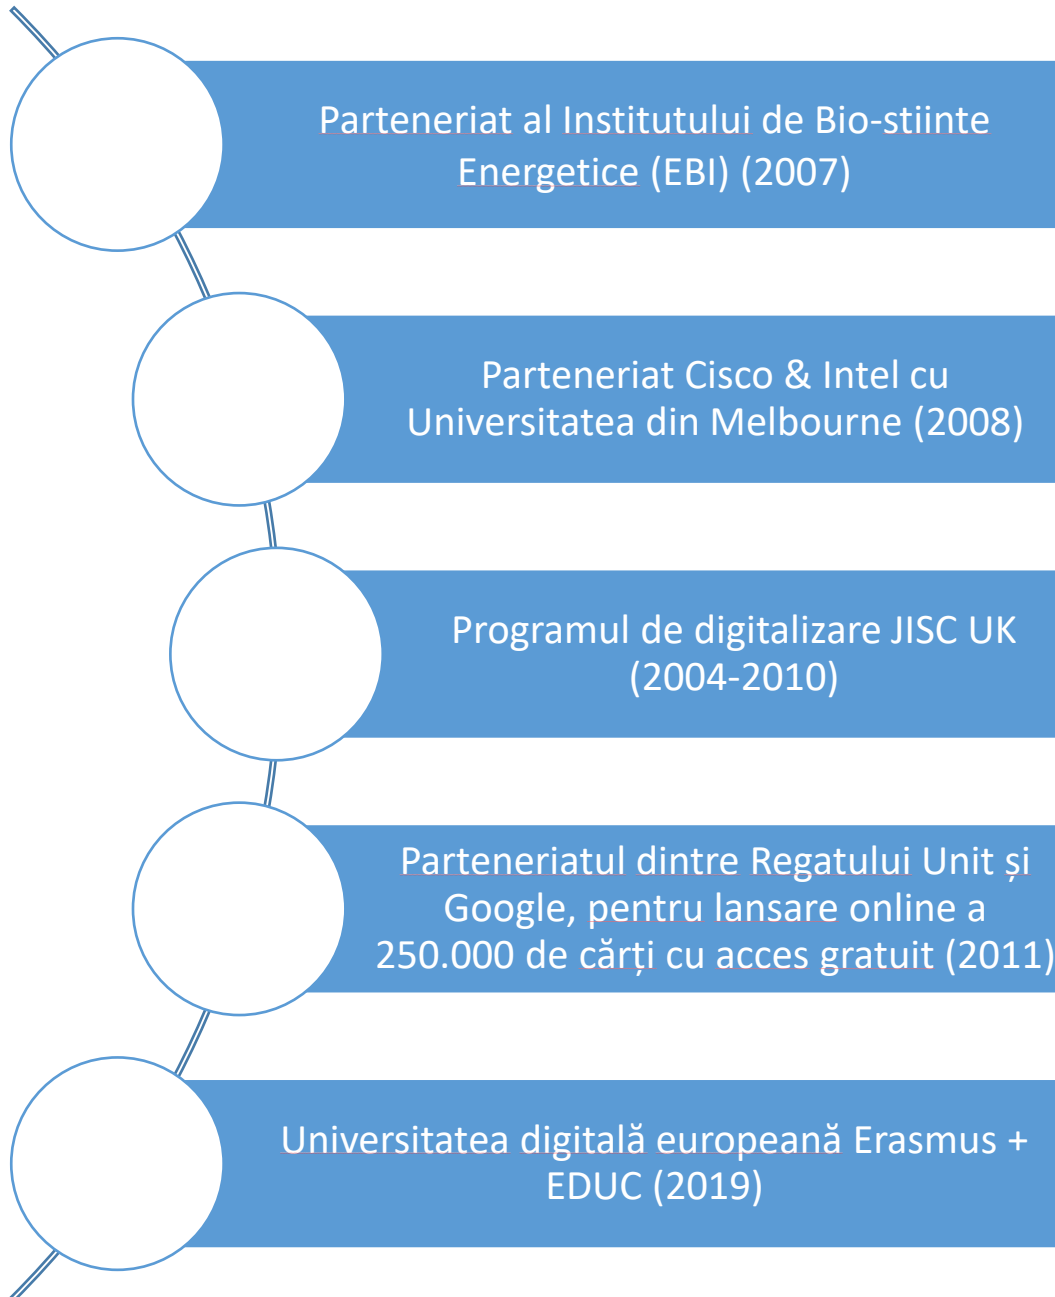 Parteneriat al Institutului de Bio-stiinte
Energetice (EBI) (2007)
Parteneriat Cisco & Intel cu
Universitatea din Melbourne (2008)
Programul de digitalizare JISC UK
(2004-2010)
Parteneriatul dintre Regatului Unit și
Google, pentru lansare online a
250.000 de cărți cu acces gratuit (2011)
Universitatea digitală europeană Erasmus +
EDUC (2019)